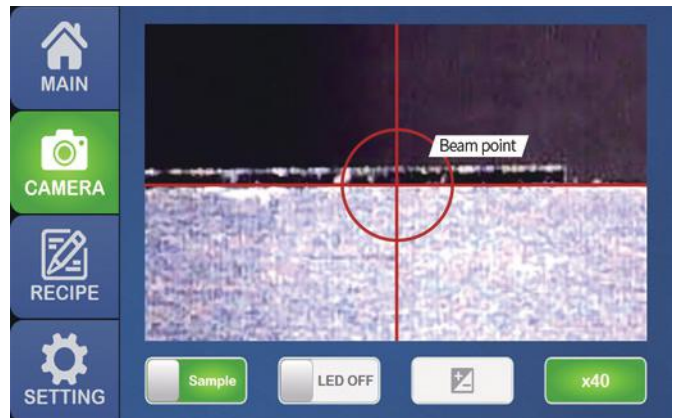 MAIN
CAMERA
RECIPE
SETTING
Beam point
Sample
LED OFF
x40